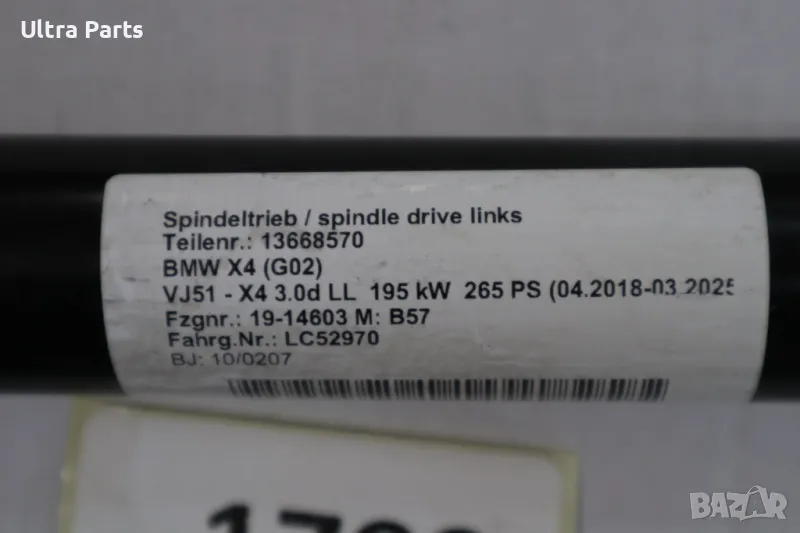 Ultra Parts
Spindeltrieb / spindle drive links
Teilenr.: 13668570
BMW X4 (G02)
VJ51 - X4 3.0d LL 195 kW 265 PS (04.2018-03.2025
Fzgnr.: 19-14603 M: B57
Fahrg.Nr.: LC52970
BJ: 10/0207
BAZAR